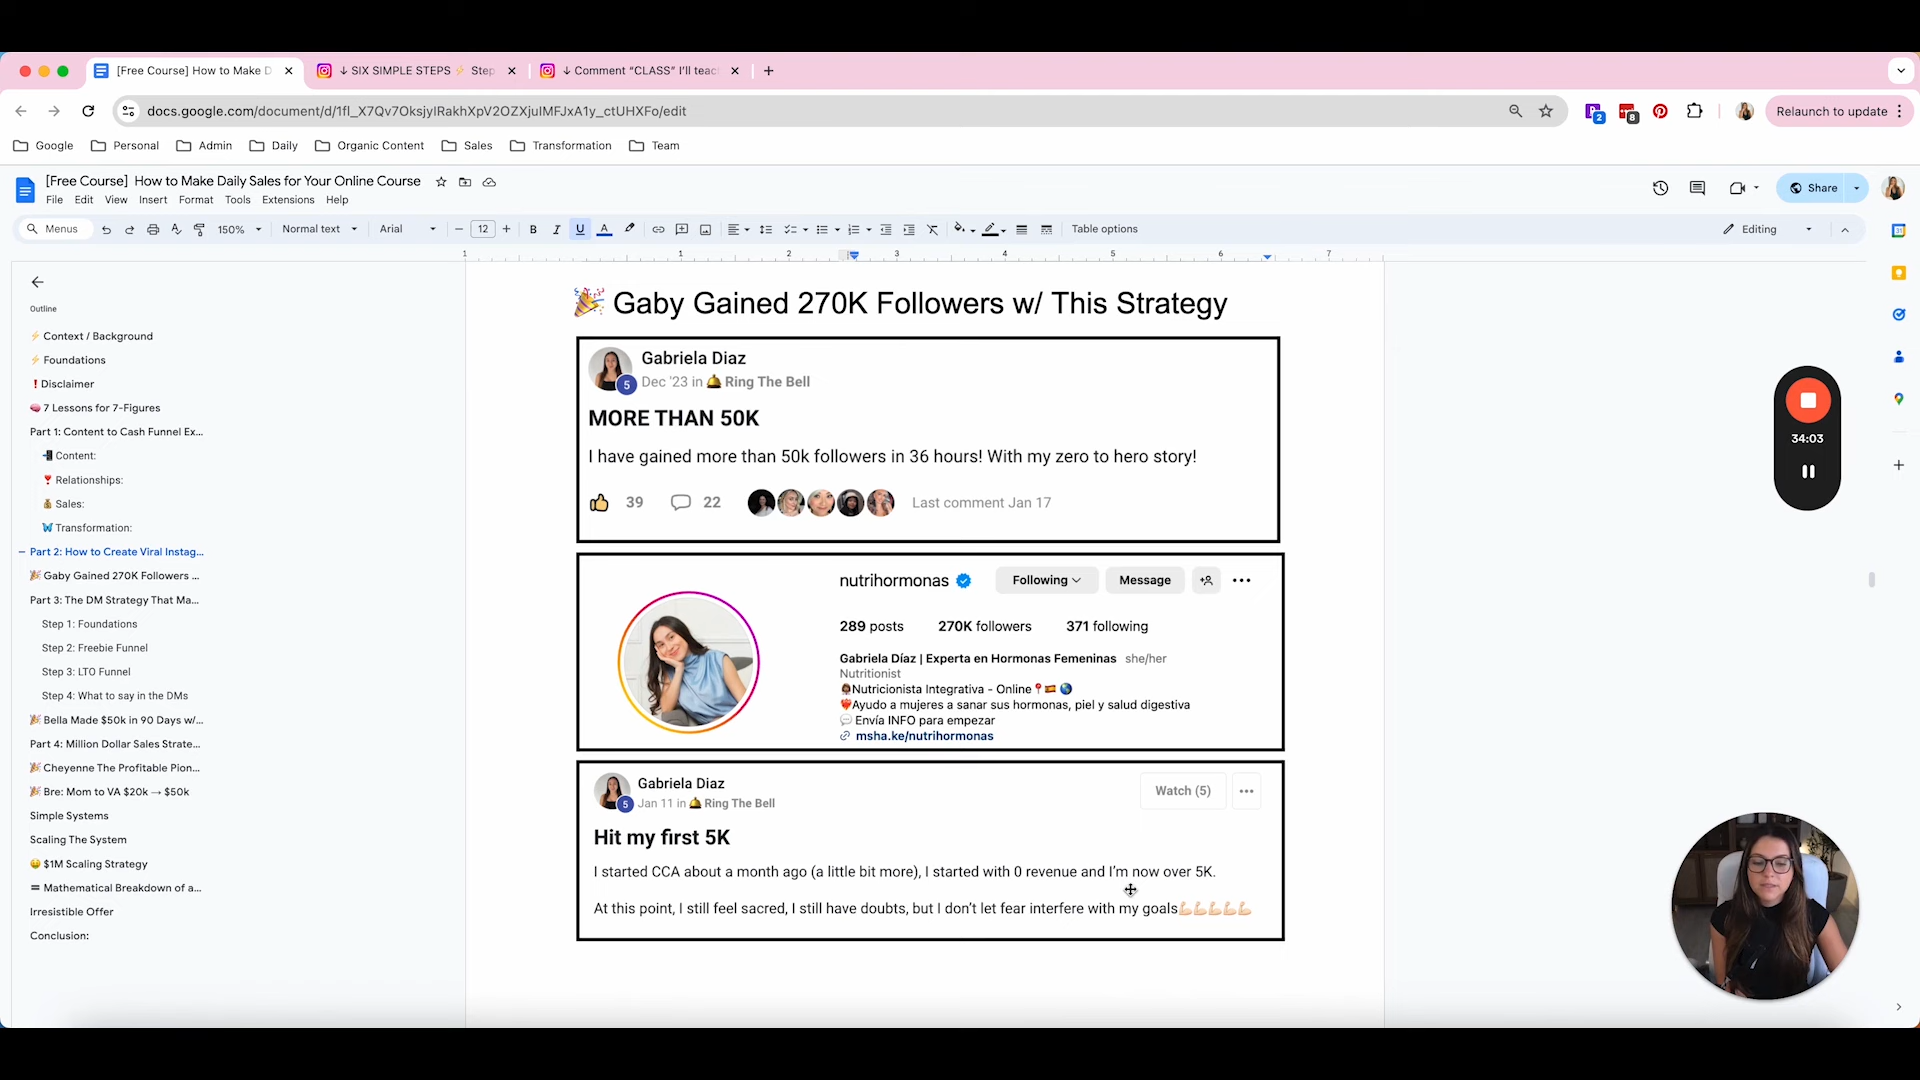 [Free Course] How to Make D
↓ SIX SIMPLE STEPS ⚡ Step
↓ Comment “CLASS” I’ll teac
docs.google.com/document/d/1fl_X7Qv7OksjyIRakhXpV2OZXjuIMFJxA1y_ctUHXFo/edit
2
8
Relaunch to update
Google
Personal
Admin
Daily
Organic Content
Sales
Transformation
Team
[Free Course] How to Make Daily Sales for Your Online Course
Share
File Edit View Insert Format Tools Extensions Help
Menus
150%
Normal text
Arial
12
B I U A
Table options
Editing
31
1 1 2 3 4 5 6 7
Outline
⚡ Context / Background
⚡ Foundations
❗Disclaimer
🧠 7 Lessons for 7-Figures
Part 1: Content to Cash Funnel Ex...
📲 Content:
❣️ Relationships:
💰 Sales:
🦋 Transformation:
Part 2: How to Create Viral Instag...
🎉 Gaby Gained 270K Followers ...
Part 3: The DM Strategy That Ma...
Step 1: Foundations
Step 2: Freebie Funnel
Step 3: LTO Funnel
Step 4: What to say in the DMs
🎉 Bella Made $50k in 90 Days w/...
Part 4: Million Dollar Sales Strate...
🎉 Cheyenne The Profitable Pion...
🎉 Bre: Mom to VA $20k → $50k
Simple Systems
Scaling The System
🤑 $1M Scaling Strategy
🟰 Mathematical Breakdown of a...
Irresistible Offer
Conclusion:
🎉 Gaby Gained 270K Followers w/ This Strategy
Gabriela Diaz
5
Dec '23 in 🛎️ Ring The Bell
MORE THAN 50K
I have gained more than 50k followers in 36 hours! With my zero to hero story!
39
22
Last comment Jan 17
nutrihormonas
Following
Message
289 posts
270K followers
371 following
Gabriela Díaz | Experta en Hormonas Femeninas she/her
Nutritionist
👩🏽‍⚕️Nutricionista Integrativa - Online📍🇪🇸 🌎
❤️‍🔥Ayudo a mujeres a sanar sus hormonas, piel y salud digestiva
💬 Envía INFO para empezar
msha.ke/nutrihormonas
Gabriela Diaz
5
Jan 11 in 🛎️ Ring The Bell
Watch (5)
Hit my first 5K
I started CCA about a month ago (a little bit more), I started with 0 revenue and I’m now over 5K.
At this point, I still feel sacred, I still have doubts, but I don’t let fear interfere with my goals💪🏻💪🏻💪🏻💪🏻💪🏻
34:03